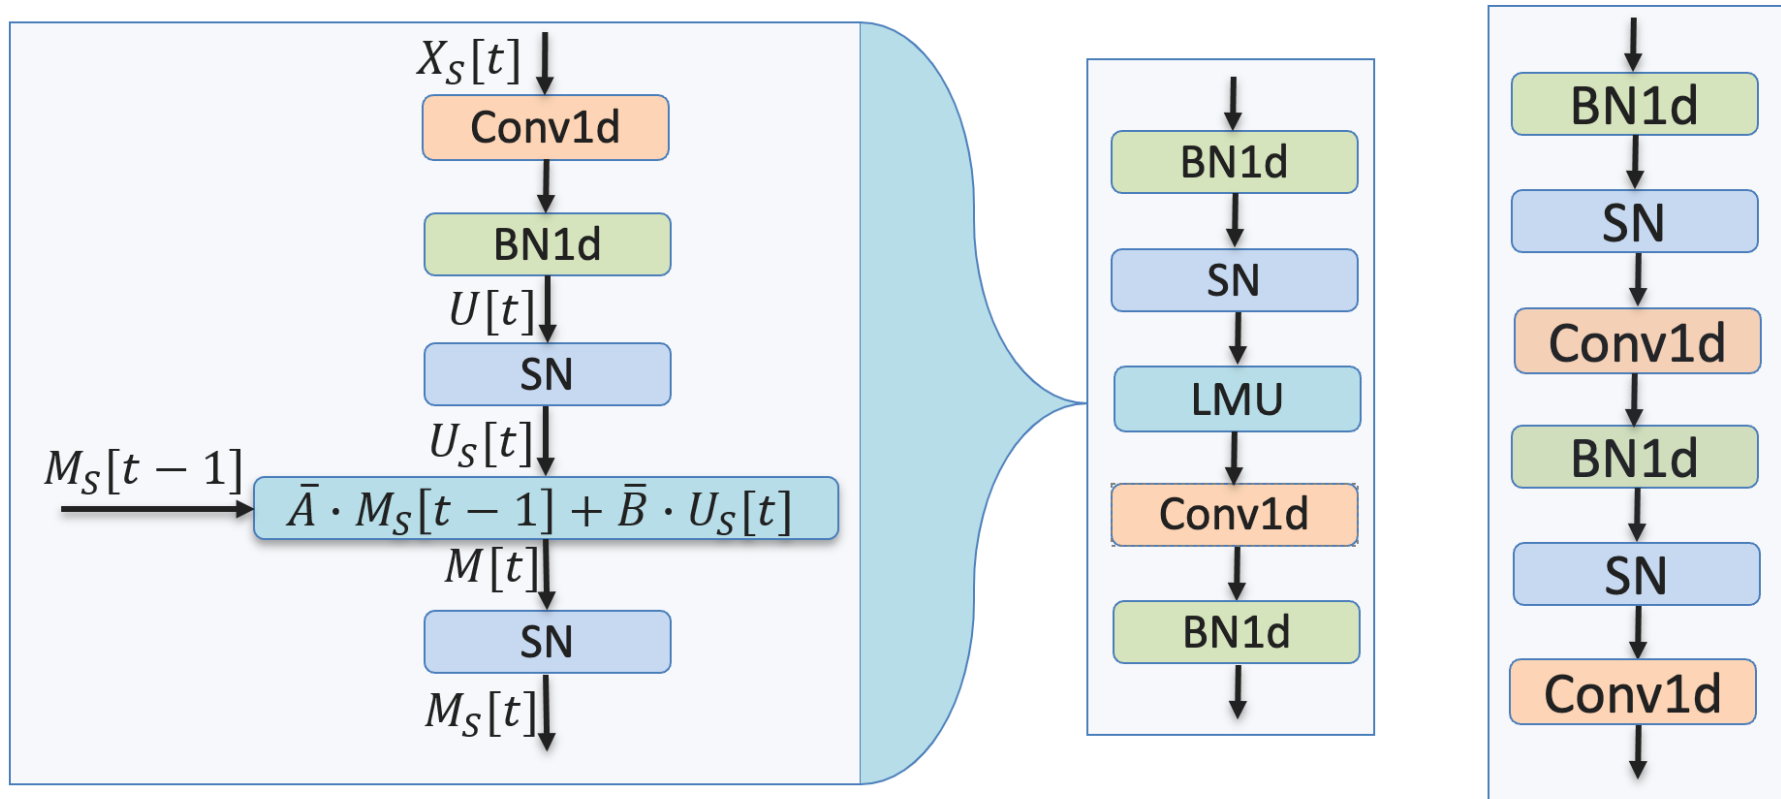 X_S[t]
Conv1d
BN1d
U[t]
SN
U_S[t]
M_S[t − 1]
Ā · M_S[t − 1] + B̄ · U_S[t]
M[t]
SN
M_S[t]
BN1d
SN
LMU
Conv1d
BN1d
BN1d
SN
Conv1d
BN1d
SN
Conv1d